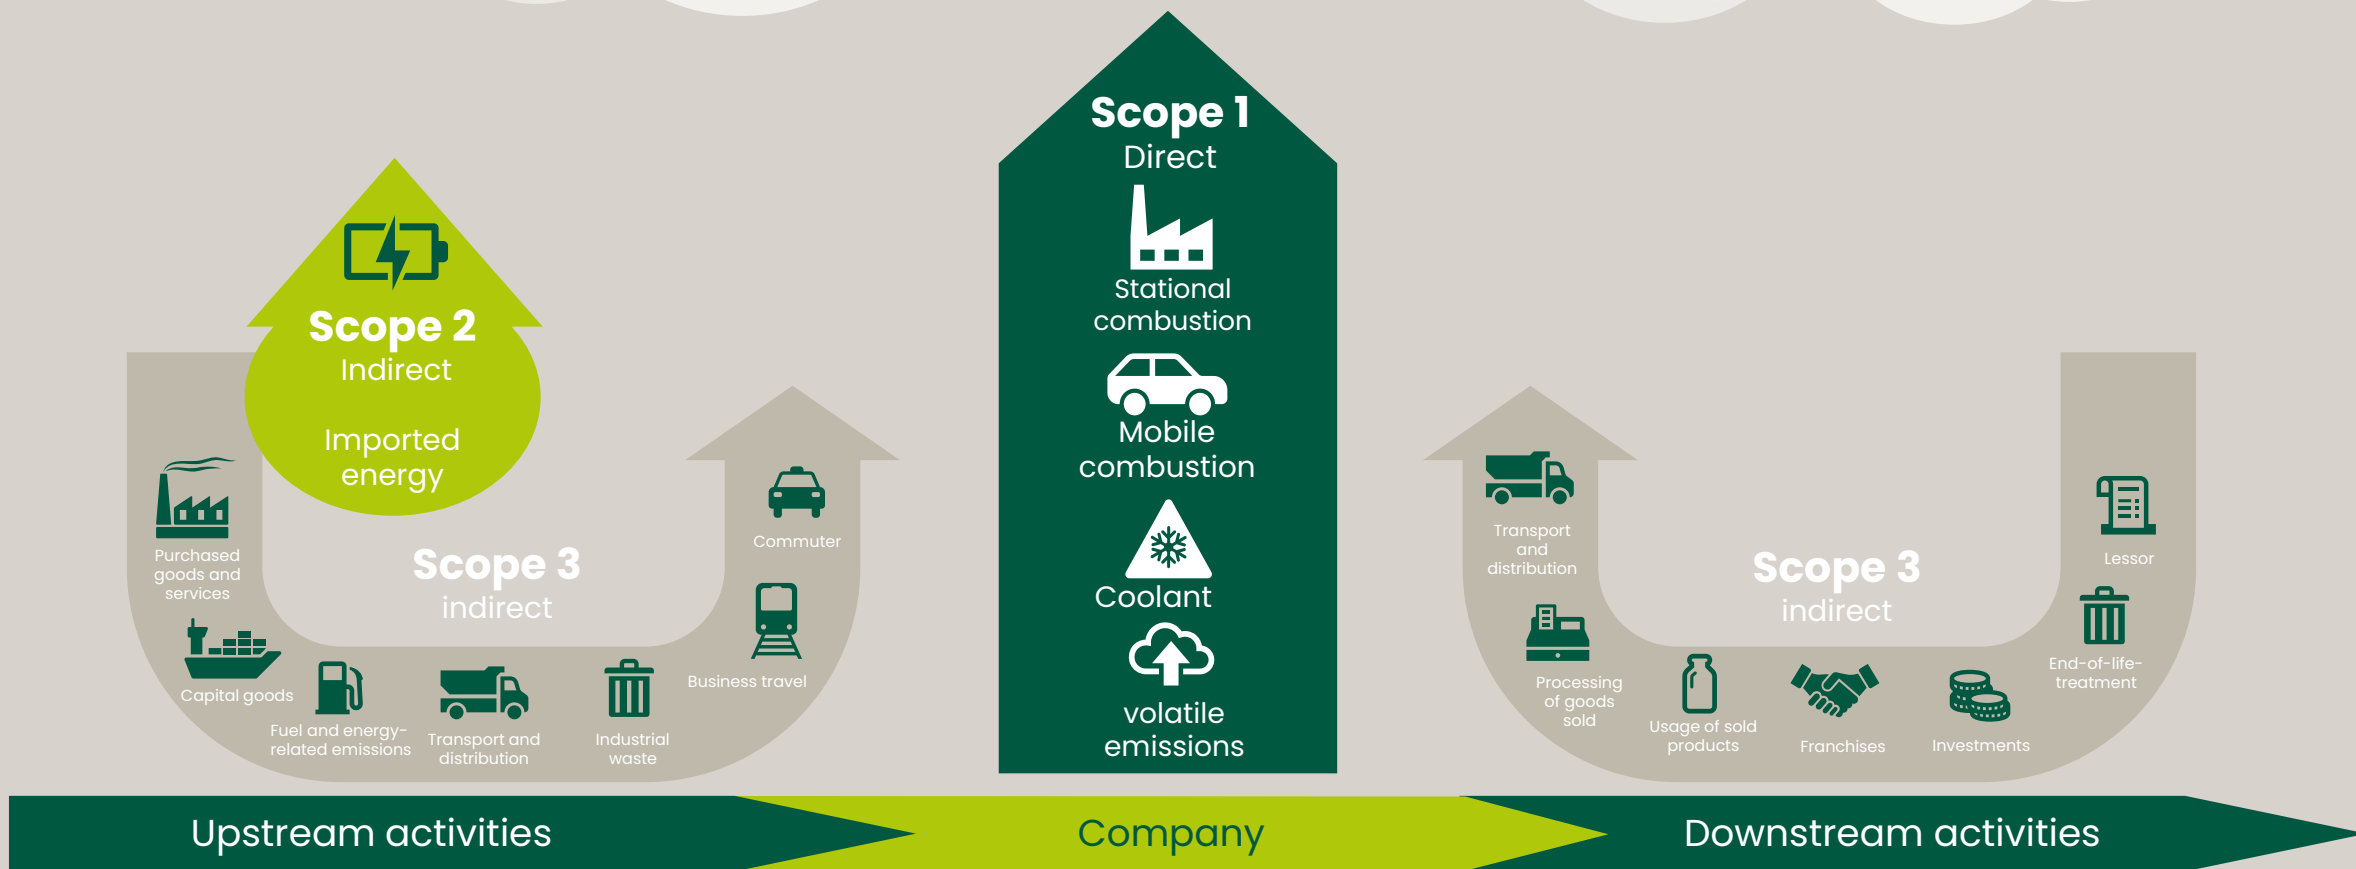 Scope 2
Indirect
Imported
energy
Scope 3
indirect
Purchased
goods and
services
Capital goods
Fuel and energy-
related emissions
Transport and
distribution
Industrial
waste
Business travel
Commuter
Scope 1
Direct
Stational
combustion
Mobile
combustion
Coolant
volatile
emissions
Scope 3
indirect
Transport
and
distribution
Processing
of goods
sold
Usage of sold
products
Franchises
Investments
End-of-life-
treatment
Lessor
Upstream activities
Company
Downstream activities